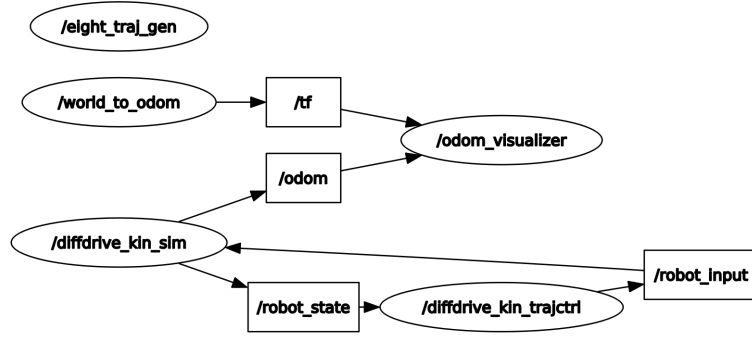 /eight_traj_gen
/world_to_odom
/tf
/odom_visualizer
/odom
/diffdrive_kin_sim
/robot_input
/robot_state
/diffdrive_kin_trajctrl